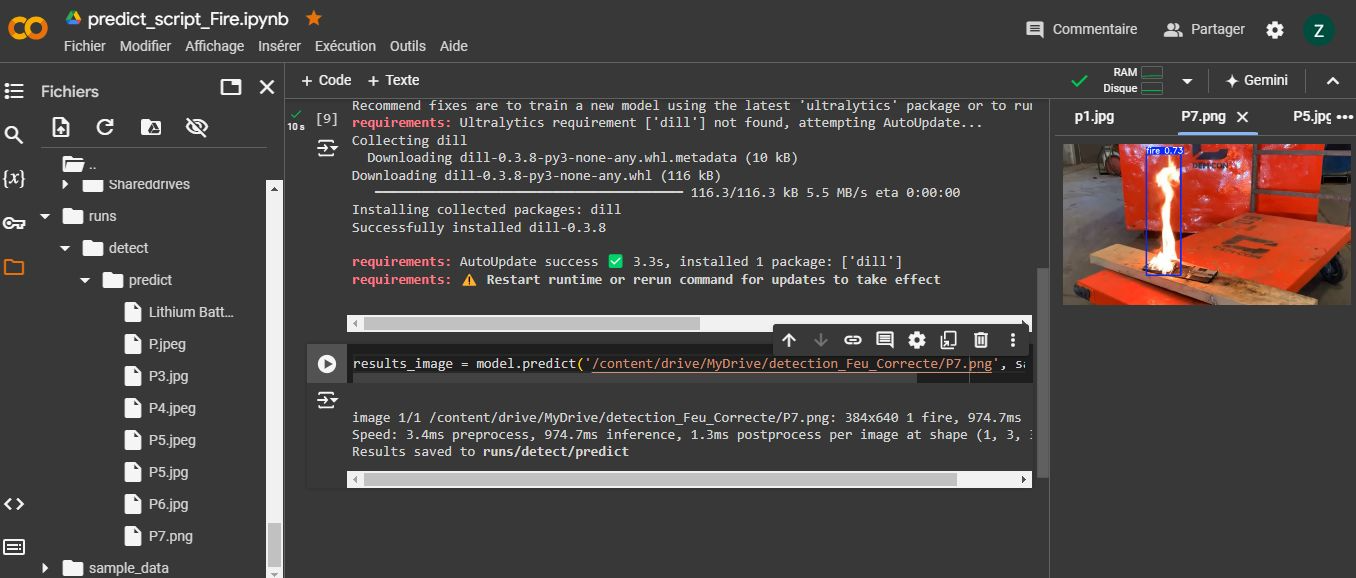 CO
predict_script_Fire.ipynb
Fichier Modifier Affichage Insérer Exécution Outils Aide
Commentaire
Partager
Z
Fichiers
+ Code + Texte
RAM
Disque
Gemini
..
Shareddrives
runs
detect
predict
Lithium Batt...
P.jpeg
P3.jpg
P4.jpeg
P5.jpeg
P5.jpg
P6.jpg
P7.png
sample_data
{x}
10 s
[9]
Recommend fixes are to train a new model using the latest 'ultralytics' package or to run
requirements: Ultralytics requirement ['dill'] not found, attempting AutoUpdate...
Collecting dill
Downloading dill-0.3.8-py3-none-any.whl.metadata (10 kB)
Downloading dill-0.3.8-py3-none-any.whl (116 kB)
116.3/116.3 kB 5.5 MB/s eta 0:00:00
Installing collected packages: dill
Successfully installed dill-0.3.8
requirements: AutoUpdate success ✅ 3.3s, installed 1 package: ['dill']
requirements: ⚠️ Restart runtime or rerun command for updates to take effect
results_image = model.predict('/content/drive/MyDrive/detection_Feu_Correcte/P7.png', sa
image 1/1 /content/drive/MyDrive/detection_Feu_Correcte/P7.png: 384x640 1 fire, 974.7ms
Speed: 3.4ms preprocess, 974.7ms inference, 1.3ms postprocess per image at shape (1, 3,
Results saved to runs/detect/predict
p1.jpg
P7.png
P5.jpg
fire 0.73